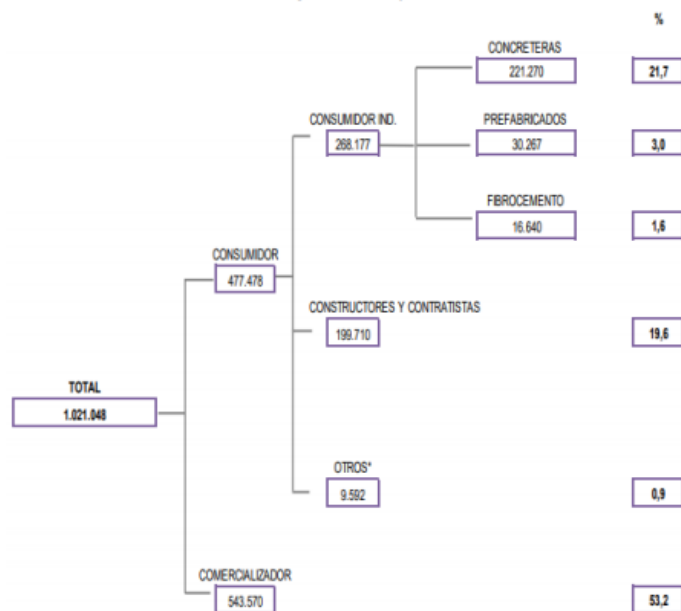 %
CONCRETERAS
221.270 21,7
CONSUMIDOR IND. PREFABRICADOS
268.177 30.267 3,0
FIBROCEMENTO
16.640 1,6
CONSUMIDOR
477.478
CONSTRUCTORES Y CONTRATISTAS
199.710 19,6
TOTAL
1.021.048
OTROS*
9.592 0,9
COMERCIALIZADOR
543.570 53,2